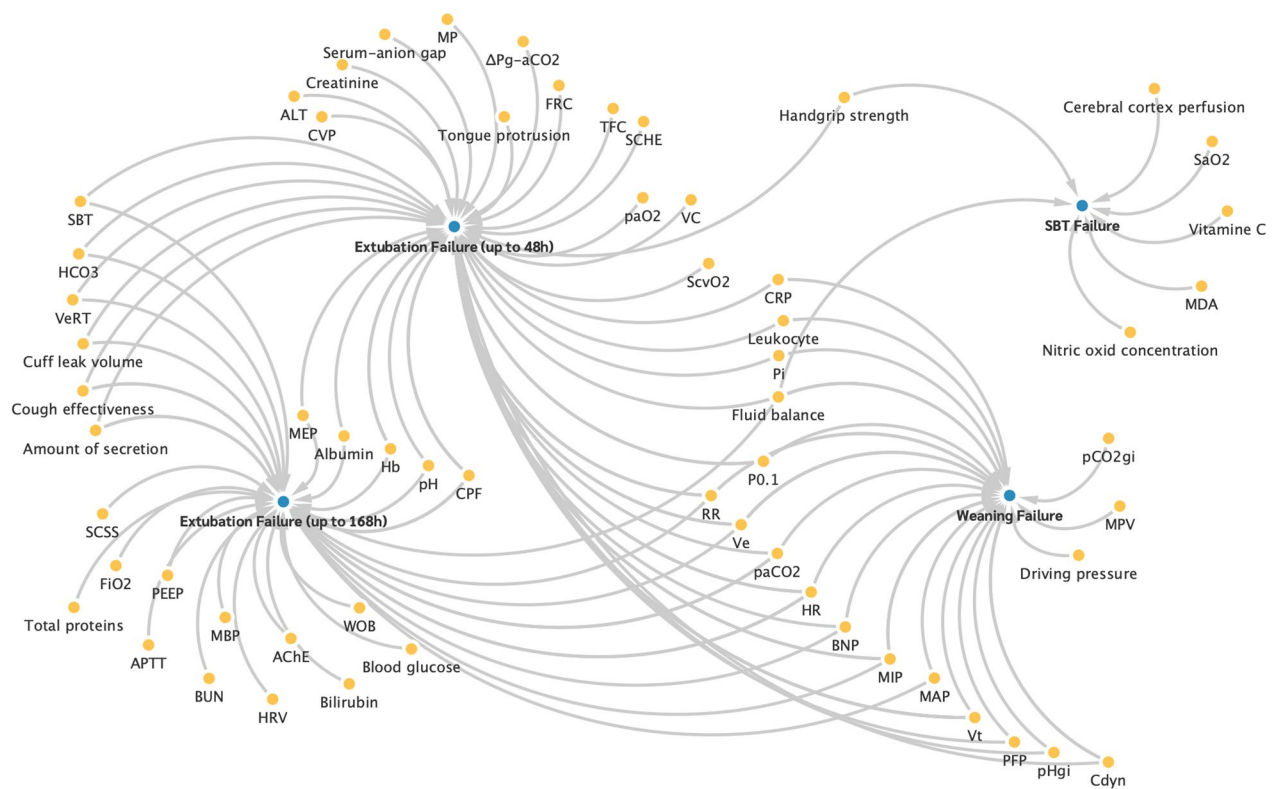 MP
Serum-anion gap
ΔPg-aCO2
Creatinine
FRC
ALT
CVP
Tongue protrusion
TFC
SCHE
Handgrip strength
Cerebral cortex perfusion
SaO2
SBT
paO2
VC
Vitamine C
SBT Failure
Extubation Failure (up to 48h)
HCO3
ScvO2
CRP
MDA
VeRT
Leukocyte
Nitric oxid concentration
Cuff leak volume
Pi
Cough effectiveness
Fluid balance
MEP
Amount of secretion
Albumin
Hb
pH
CPF
P0.1
pCO2gi
RR
Weaning Failure
MPV
Extubation Failure (up to 168h)
SCSS
Ve
FiO2
PEEP
paCO2
Driving pressure
Total proteins
MBP
WOB
HR
APTT
AChE
Blood glucose
BNP
MIP
BUN
HRV
Bilirubin
MAP
Vt
PFP
pHgi
Cdyn